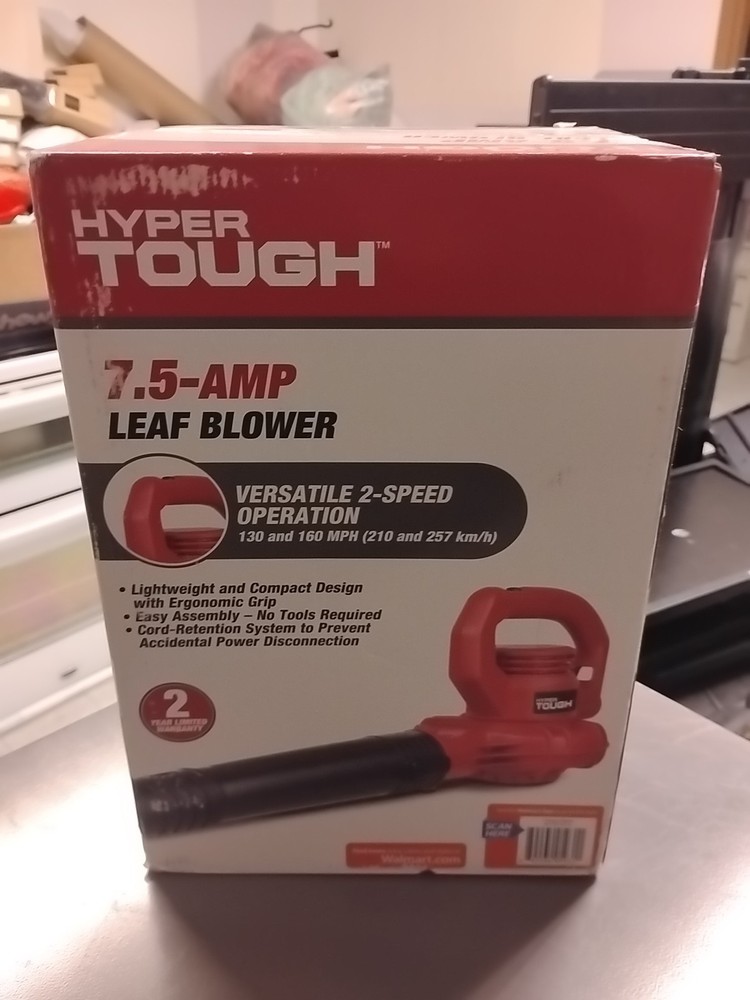 HYPER
TOUGH™
7.5-AMP
LEAF BLOWER
VERSATILE 2-SPEED
OPERATION
130 and 160 MPH (210 and 257 km/h)
• Lightweight and Compact Design
with Ergonomic Grip
• Easy Assembly – No Tools Required
• Cord-Retention System to Prevent
Accidental Power Disconnection
2
YEAR LIMITED
WARRANTY
HYPER
TOUGH
SCAN
HERE
Walmart.com